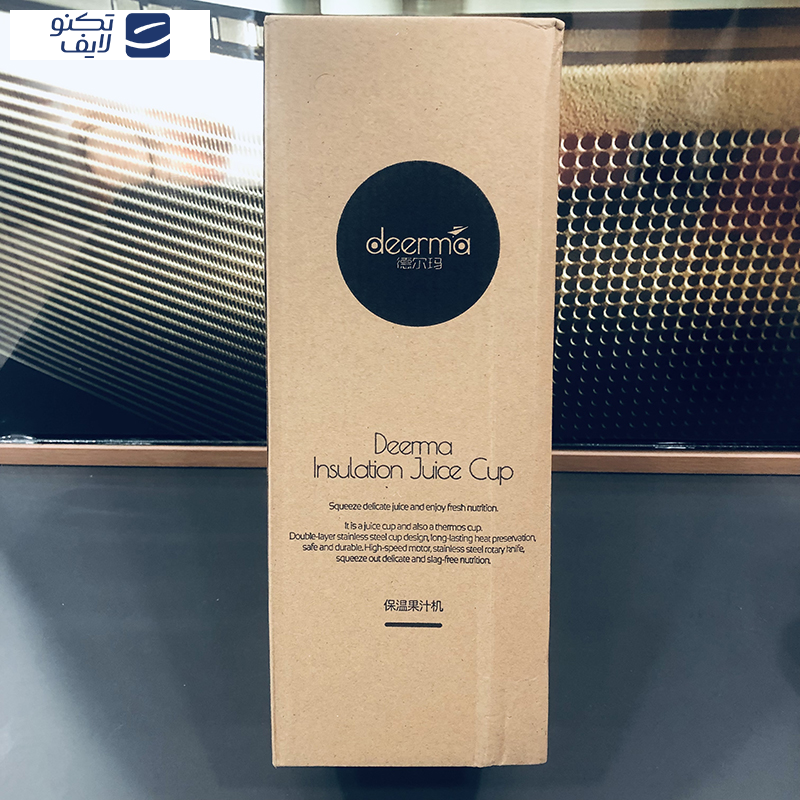 تکنو
لایف
deerma
德尔玛
Deerma
Insulation Juice Cup
Squeeze delicate juice and enjoy fresh nutrition.
It is a juice cup and also a thermos cup.
Double-layer stainless steel cup design, long-lasting heat preservation,
safe and durable. High-speed motor, stainless steel rotary knife,
squeeze out delicate and slag-free nutrition.
保温果汁机